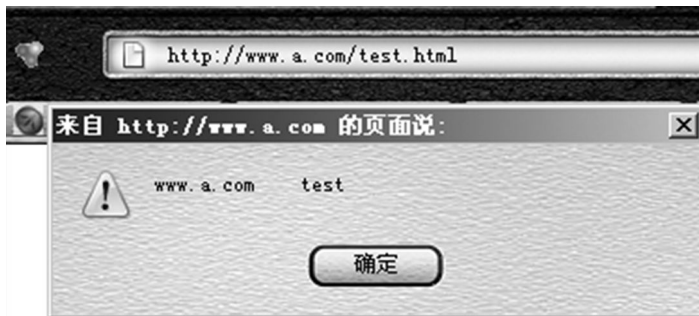 http://www.a.com/test.html
来自 http://www.a.com 的页面说:
www.a.com test
确定